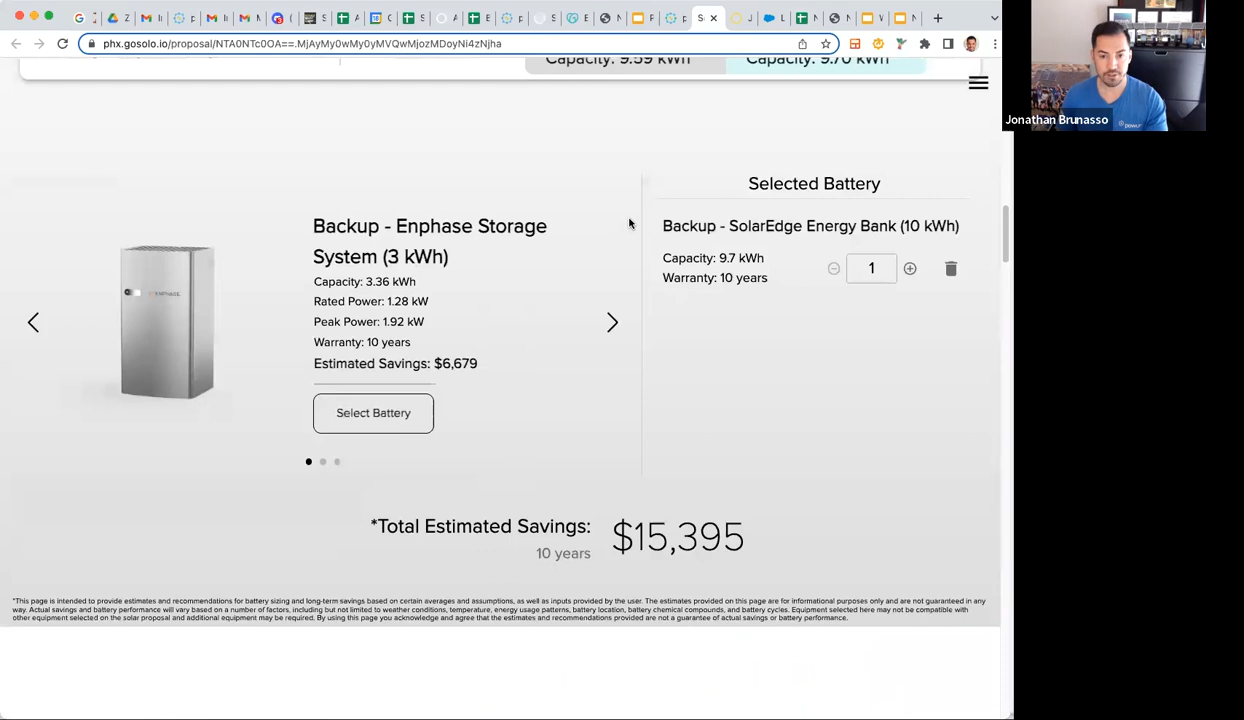 phx.gosolo.io/proposal/NTA0NTc0OA==.MjAyMy0wMy0yMVQwMjozMDoyNi4zNjha
Capacity: 9.59 kWh
Capacity: 9.70 kWh
Jonathan Brunasso
Selected Battery
Backup - Enphase Storage
System (3 kWh)
Capacity: 3.36 kWh
Rated Power: 1.28 kW
Peak Power: 1.92 kW
Warranty: 10 years
Estimated Savings: $6,679
Select Battery
ENPHASE.
Backup - SolarEdge Energy Bank (10 kWh)
Capacity: 9.7 kWh
Warranty: 10 years
1
*Total Estimated Savings:
10 years
$15,395
*This page is intended to provide estimates and recommendations for battery sizing and long-term savings based on certain averages and assumptions, as well as inputs provided by the user. The estimates provided on this page are for informational purposes only and are not guaranteed in any
way. Actual savings and battery performance will vary based on a number of factors, including but not limited to weather conditions, temperature, energy usage patterns, battery location, battery chemical compounds, and battery cycles. Equipment selected here may not be compatible with
other equipment selected on the solar proposal and additional equipment may be required. By using this page you acknowledge and agree that the estimates and recommendations provided are not a guarantee of actual savings or battery performance.